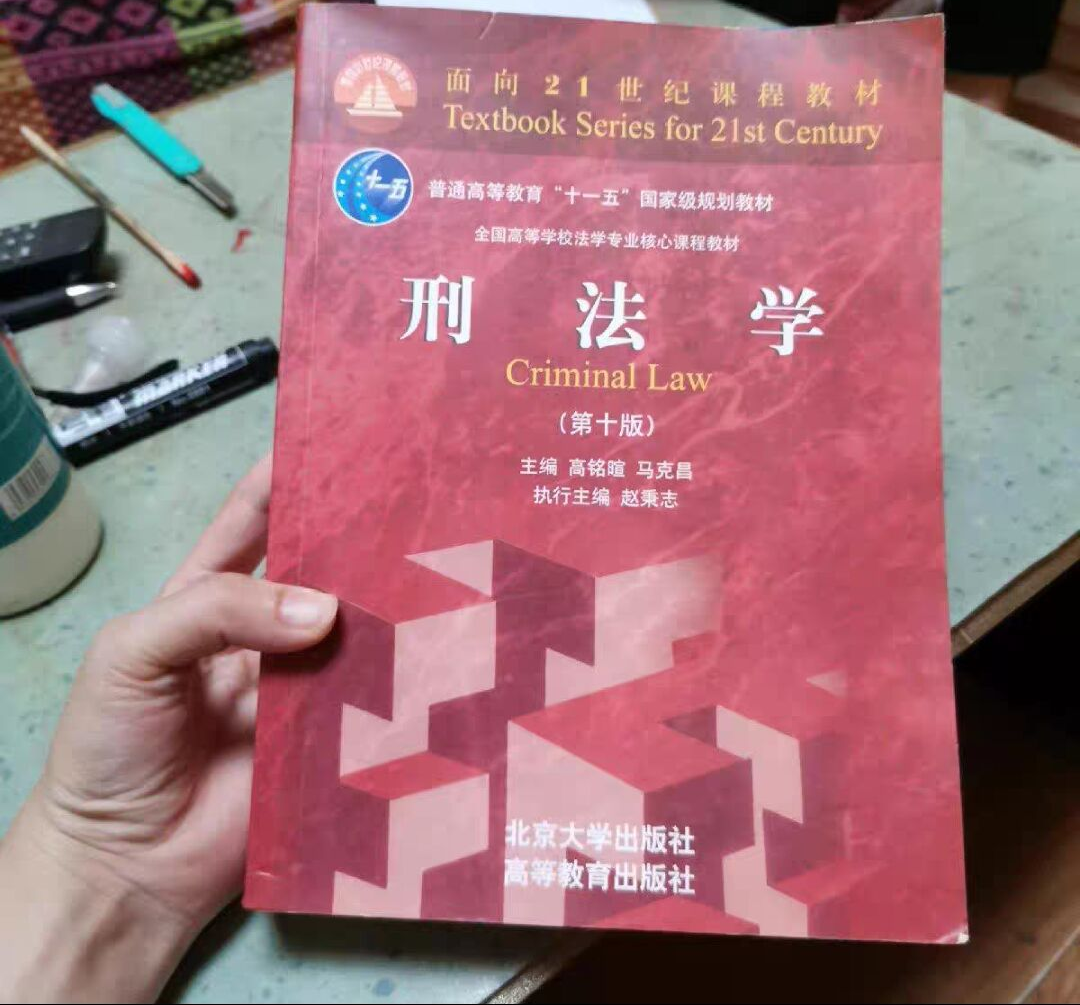 面向21世纪课程教材
Textbook Series for 21st Century
十一五
普通高等教育“十一五”国家级规划教材
全国高等学校法学专业核心课程教材
刑法学
Criminal Law
(第十版)
主编 高铭暄 马克昌
执行主编 赵秉志
北京大学出版社
高等教育出版社
MARKER